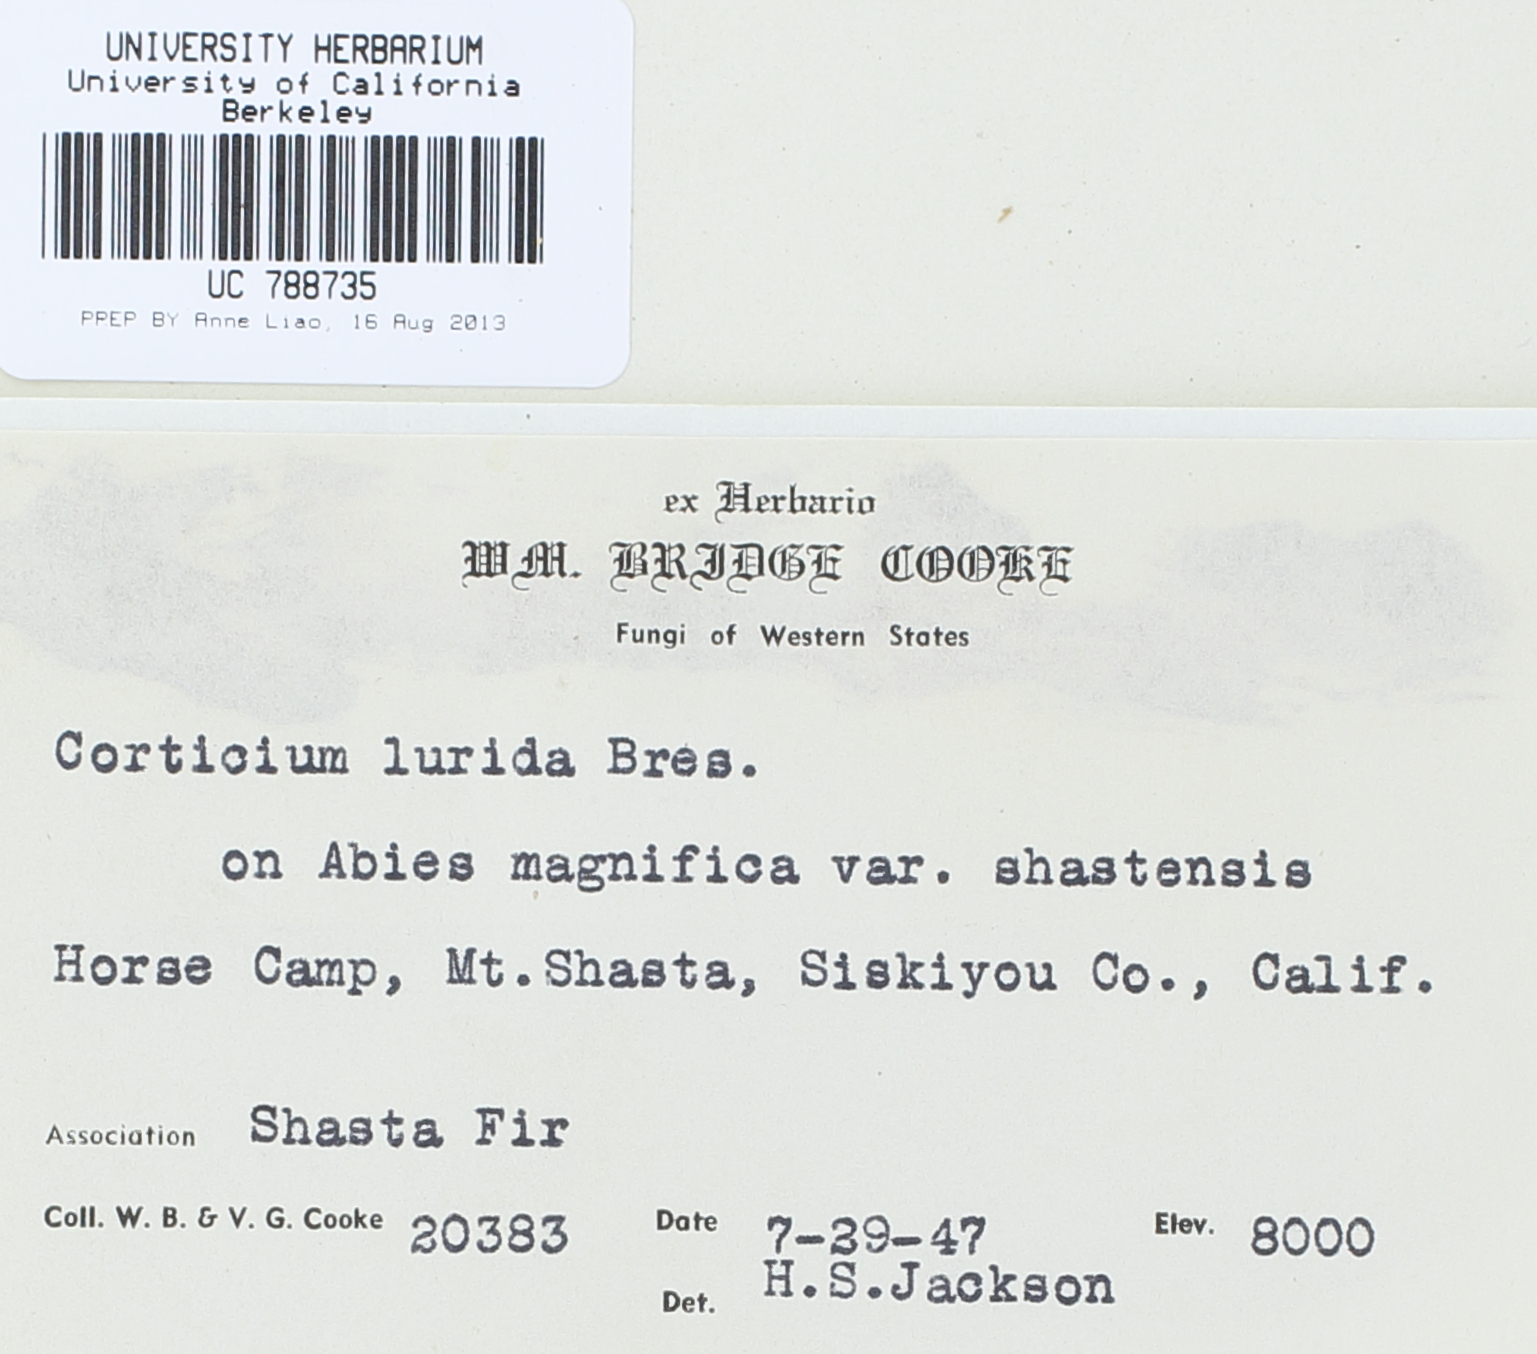 UNIVERSITY HERBARIUM
University of California
Berkeley
UC 788735
PREP BY Anne Liao, 16 Aug 2013
ex Herbario
WM. BRIDGE COOKE
Fungi of Western States
Corticium lurida Bres.
on Abies magnifica var. shastensis
Horse Camp, Mt.Shasta, Siskiyou Co., Calif.
Association Shasta Fir
Coll. W. B. & V. G. Cooke 20383 Date 7-29-47 Elev. 8000
Det. H.S.Jackson